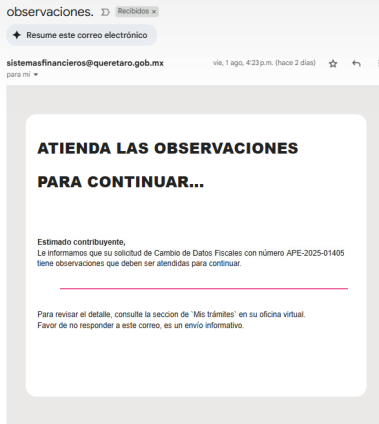 observaciones. Recibidos ×
Resume este correo electrónico
sistemasfinancieros@queretaro.gob.mx vie, 1 ago, 4:23 p.m. (hace 2 días)
para mí
ATIENDA LAS OBSERVACIONES
PARA CONTINUAR...
Estimado contribuyente,
Le informamos que su solicitud de Cambio de Datos Fiscales con número APE-2025-01405
tiene observaciones que deben ser atendidas para continuar.
Para revisar el detalle, consulte la seccion de `Mis trámites` en su oficina virtual.
Favor de no responder a este correo, es un envío informativo.